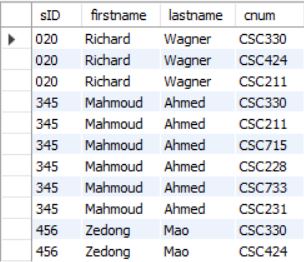 sID firstname lastname cnum
020 Richard Wagner CSC330
020 Richard Wagner CSC424
020 Richard Wagner CSC211
345 Mahmoud Ahmed CSC330
345 Mahmoud Ahmed CSC211
345 Mahmoud Ahmed CSC715
345 Mahmoud Ahmed CSC228
345 Mahmoud Ahmed CSC733
345 Mahmoud Ahmed CSC231
456 Zedong Mao CSC330
456 Zedong Mao CSC424